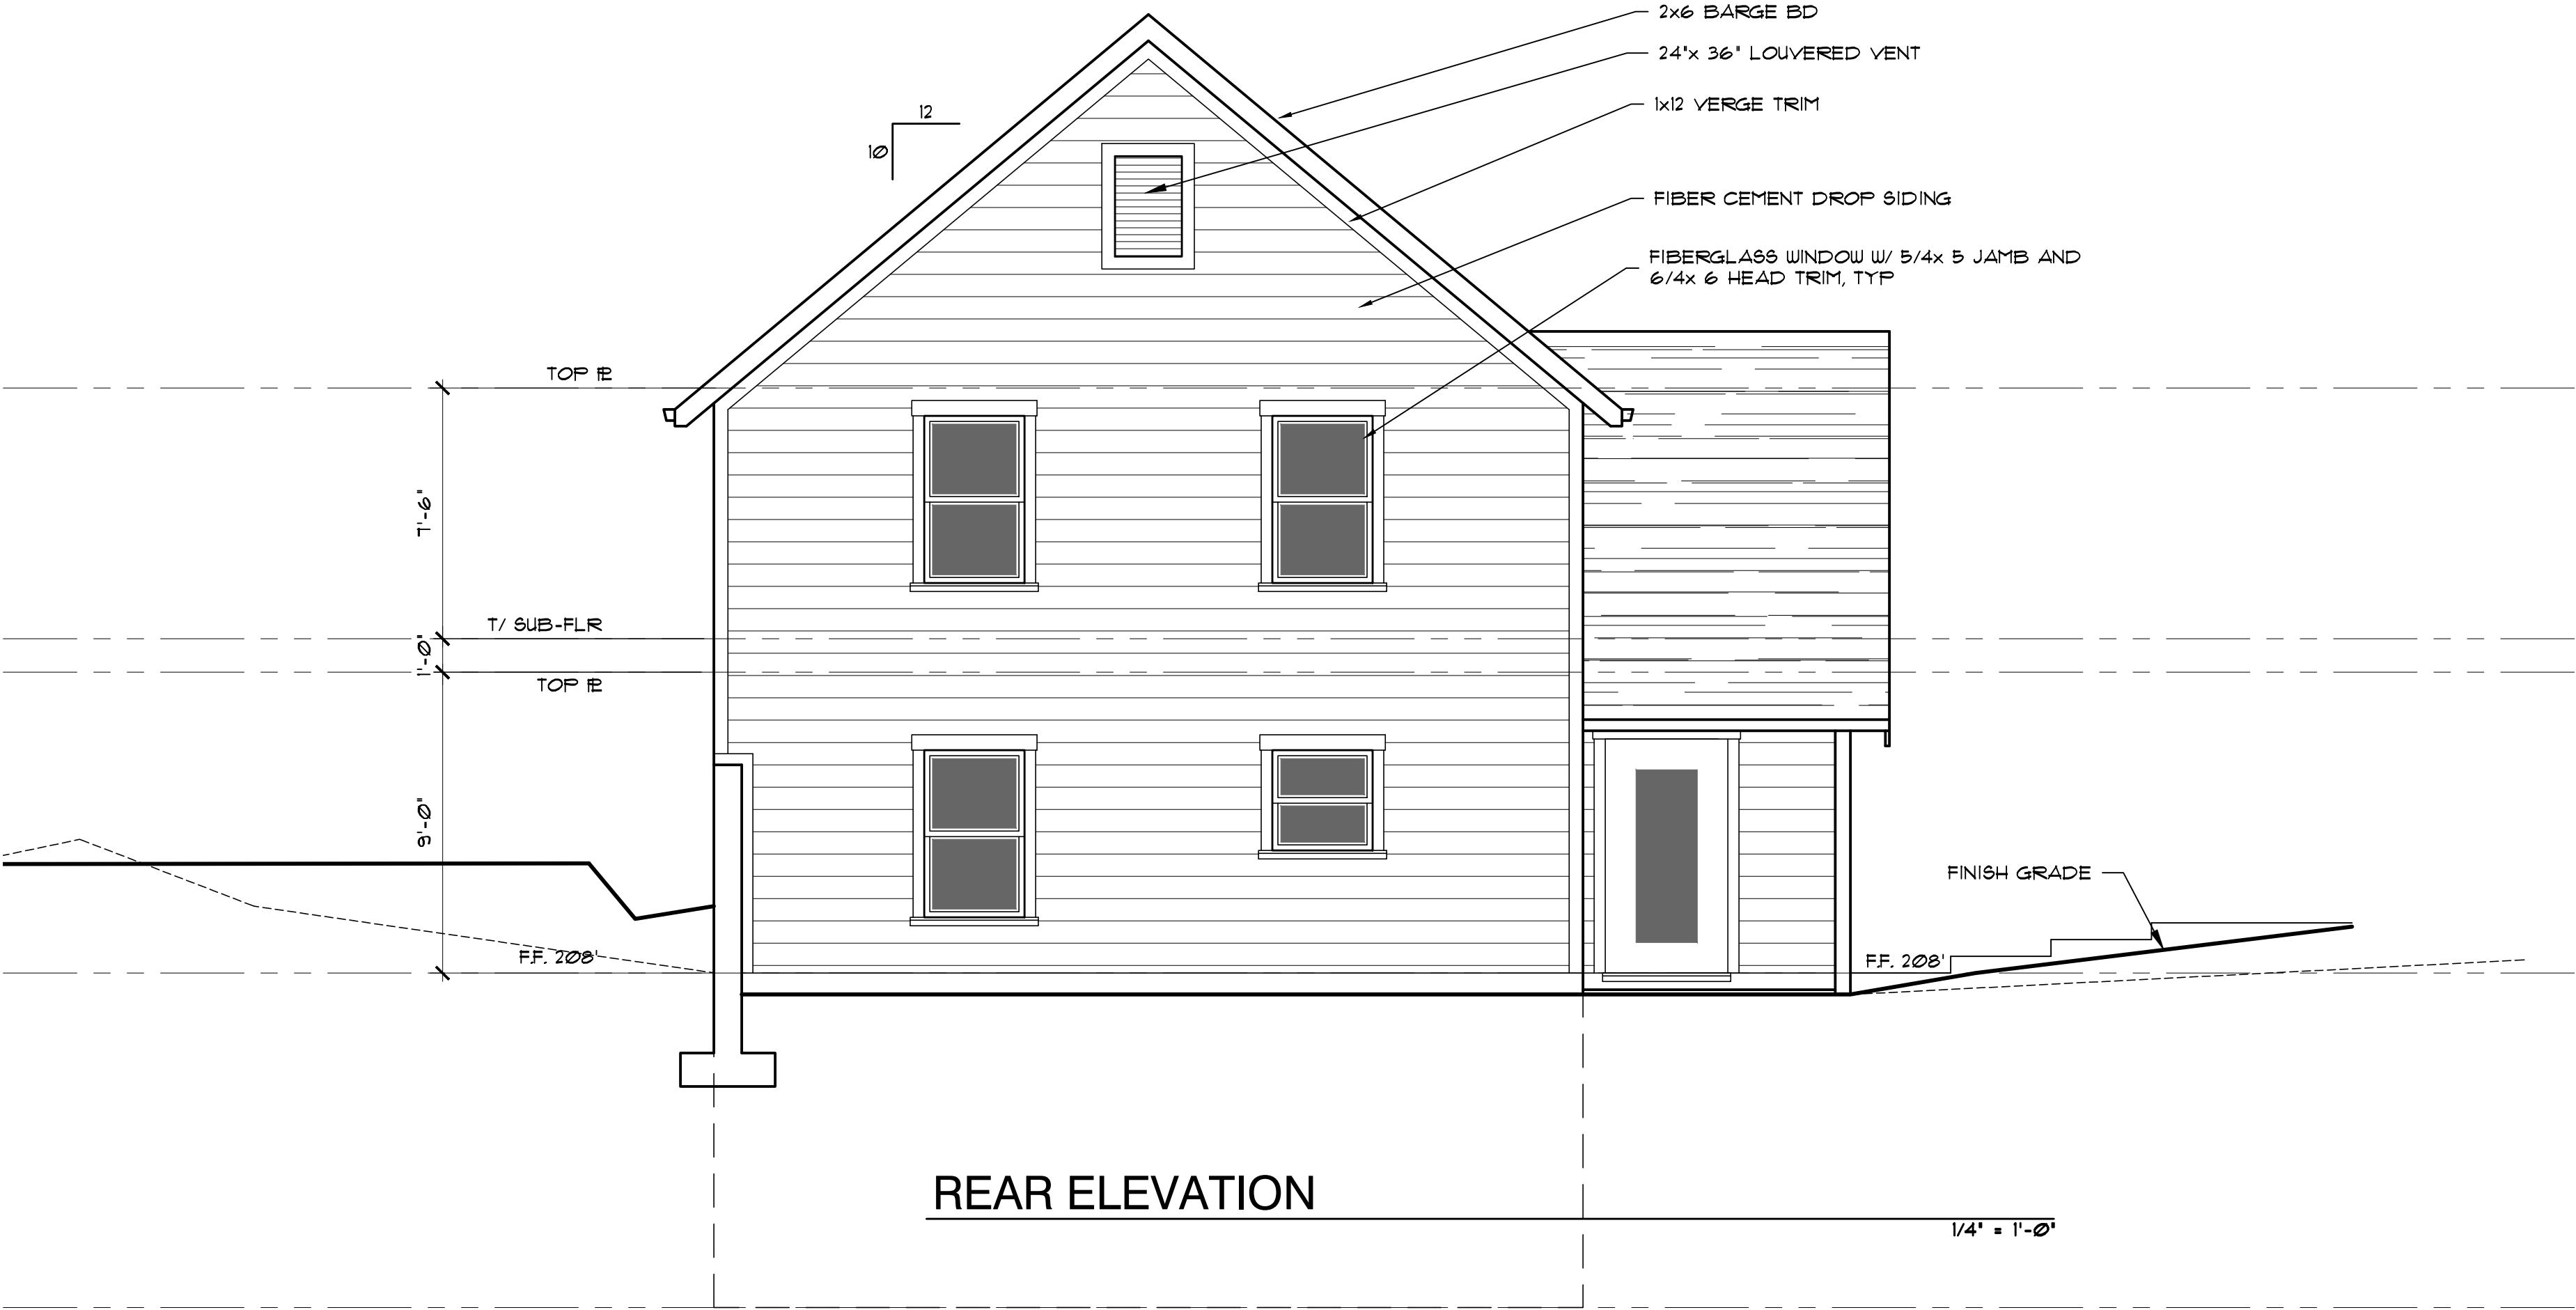 2x6 BARGE BD
24"x 36" LOUVERED VENT
1x12 VERGE TRIM
12
10
FIBER CEMENT DROP SIDING
FIBERGLASS WINDOW W/ 5/4x 5 JAMB AND
6/4x 6 HEAD TRIM, TYP
TOP PL
7'-6"
T/ SUB-FLR
1'-0"
TOP PL
9'-0"
FINISH GRADE
F.F. 208'
F.F. 208'
REAR ELEVATION
1/4" = 1'-0"